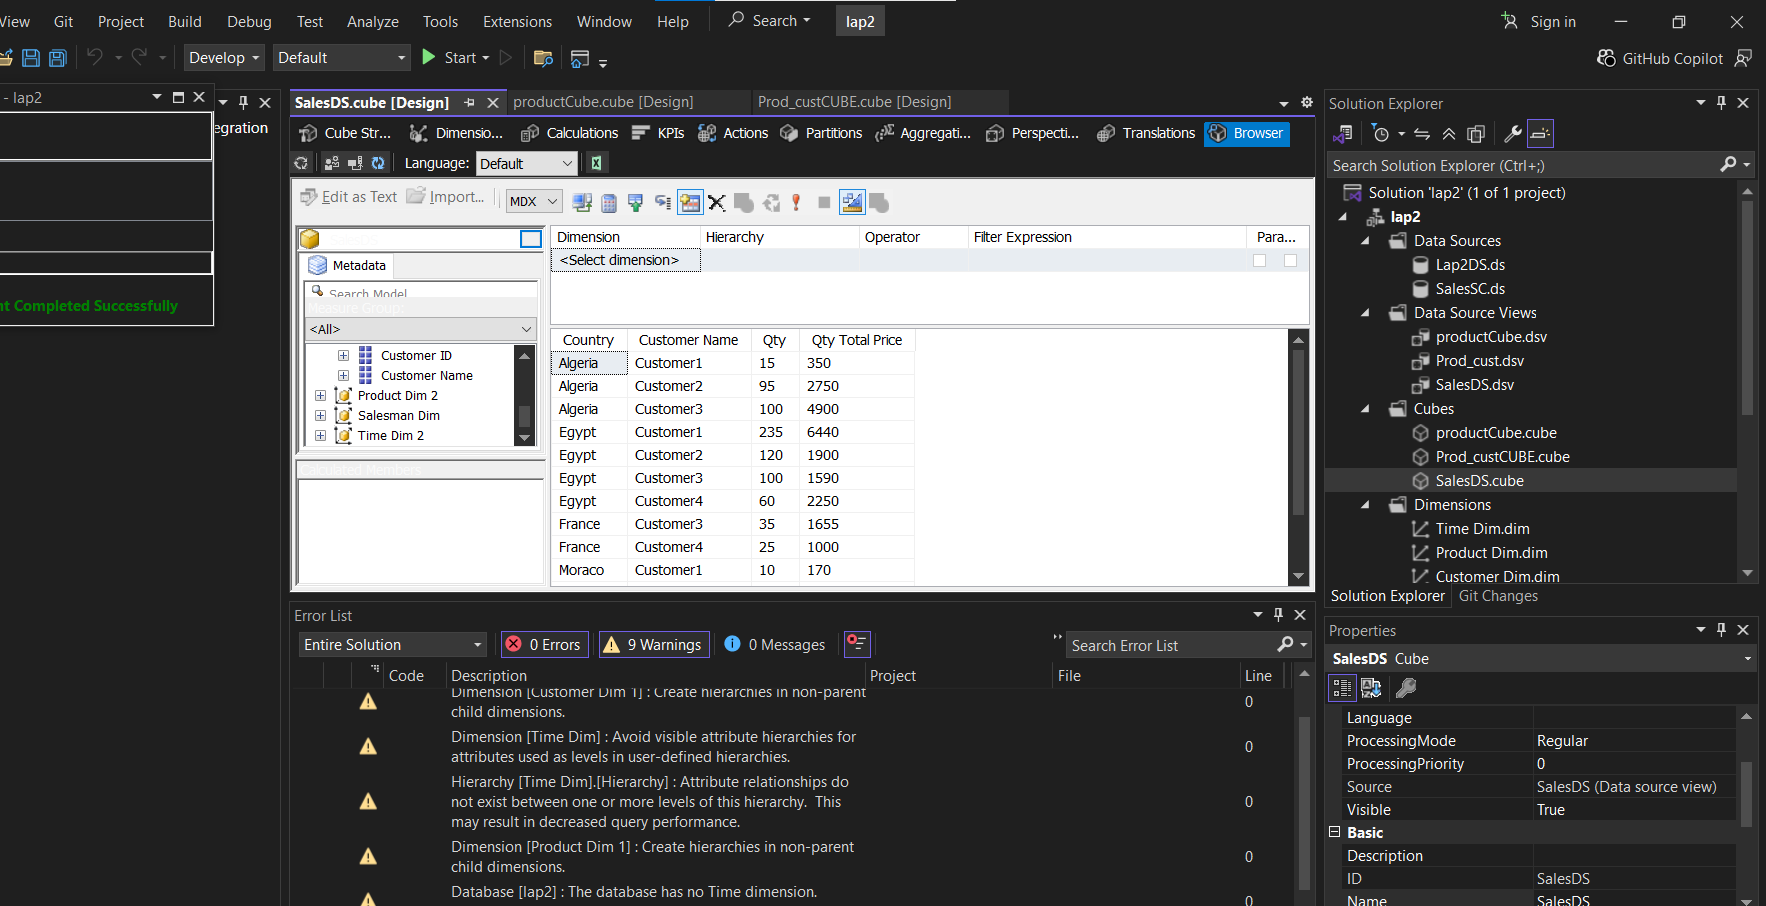 View Git Project Build Debug Test Analyze Tools Extensions Window Help Search lap2 Sign in
Develop Default Start GitHub Copilot
- lap2
egration
nt Completed Successfully
SalesDS.cube [Design] productCube.cube [Design] Prod_custCUBE.cube [Design]
Cube Str... Dimensio... Calculations KPIs Actions Partitions Aggregati... Perspecti... Translations Browser
Language: Default
Edit as Text Import... MDX
Metadata
Search Model
Measure Group:
<All>
Customer ID
Customer Name
Product Dim 2
Salesman Dim
Time Dim 2
Calculated Members
Dimension Hierarchy Operator Filter Expression Para...
<Select dimension>
Country Customer Name Qty Qty Total Price
Algeria Customer1 15 350
Algeria Customer2 95 2750
Algeria Customer3 100 4900
Egypt Customer1 235 6440
Egypt Customer2 120 1900
Egypt Customer3 100 1590
Egypt Customer4 60 2250
France Customer3 35 1655
France Customer4 25 1000
Moraco Customer1 10 170
Error List
Entire Solution 0 Errors 9 Warnings 0 Messages Search Error List
Code Description Project File Line
Dimension [Customer Dim 1] : Create hierarchies in non-parent
child dimensions. 0
Dimension [Time Dim] : Avoid visible attribute hierarchies for
attributes used as levels in user-defined hierarchies. 0
Hierarchy [Time Dim].[Hierarchy] : Attribute relationships do
not exist between one or more levels of this hierarchy. This 0
may result in decreased query performance.
Dimension [Product Dim 1] : Create hierarchies in non-parent
child dimensions. 0
Database [lap2] : The database has no Time dimension. 0
Solution Explorer
Search Solution Explorer (Ctrl+;)
Solution 'lap2' (1 of 1 project)
lap2
Data Sources
Lap2DS.ds
SalesSC.ds
Data Source Views
productCube.dsv
Prod_cust.dsv
SalesDS.dsv
Cubes
productCube.cube
Prod_custCUBE.cube
SalesDS.cube
Dimensions
Time Dim.dim
Product Dim.dim
Customer Dim.dim
Solution Explorer Git Changes
Properties
SalesDS Cube
Language
ProcessingMode Regular
ProcessingPriority 0
Source SalesDS (Data source view)
Visible True
Basic
Description
ID SalesDS
Name SalesDS